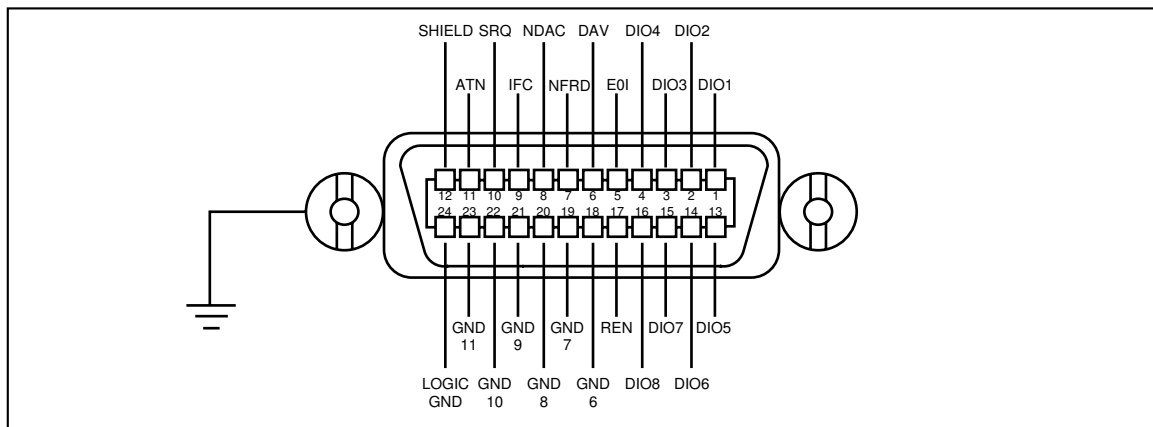 SHIELD SRQ NDAC DAV DIO4 DIO2
ATN IFC NFRD E0I DIO3 DIO1
12 11 10 9 8 7 6 5 4 3 2 1
24 23 22 21 20 19 18 17 16 15 14 13
GND GND GND REN DIO7 DIO5
11 9 7
LOGIC GND GND GND DIO8 DIO6
GND 10 8 6